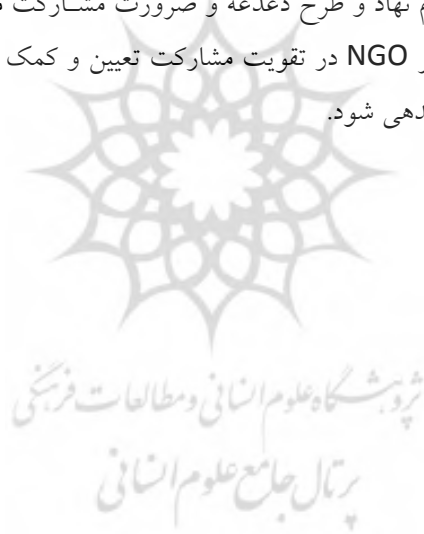 م نهاد و طرح دغدغه و ضرورت مشارکت
ر NGO در تقویت مشارکت تعیین و کمک
دهی شود.
پژوهشگاه علوم انسانی و مطالعات فرهنگی
پرتال جامع علوم انسانی